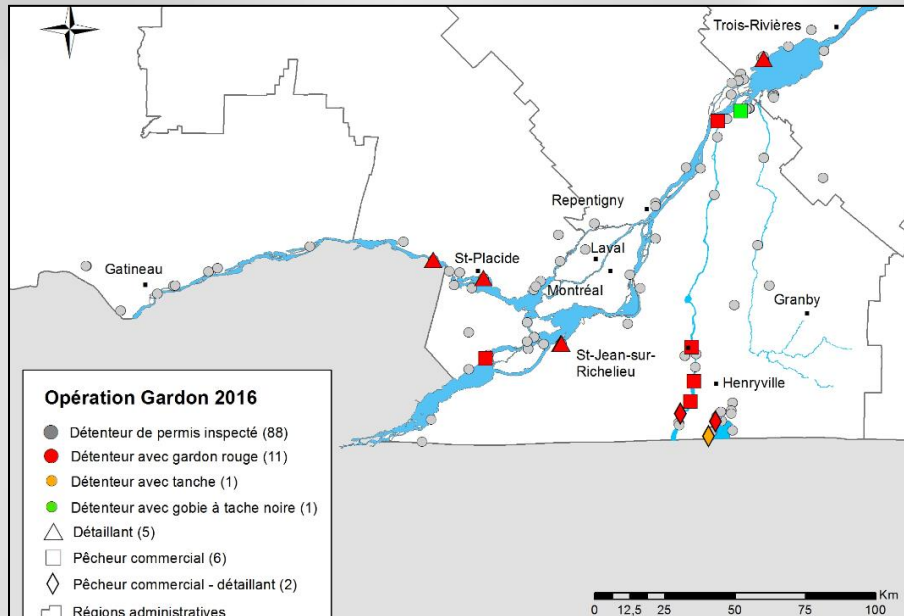 Trois-Rivières
Repentigny
Laval
St-Placide
Gatineau
Montréal
Granby
St-Jean-sur-
Richelieu
Henryville
Opération Gardon 2016
Détenteur de permis inspecté (88)
Détenteur avec gardon rouge (11)
Détenteur avec tanche (1)
Détenteur avec gobie à tache noire (1)
Détaillant (5)
Pêcheur commercial (6)
Pêcheur commercial - détaillant (2)
Régions administratives
Km
0 12,5 25 50 75 100